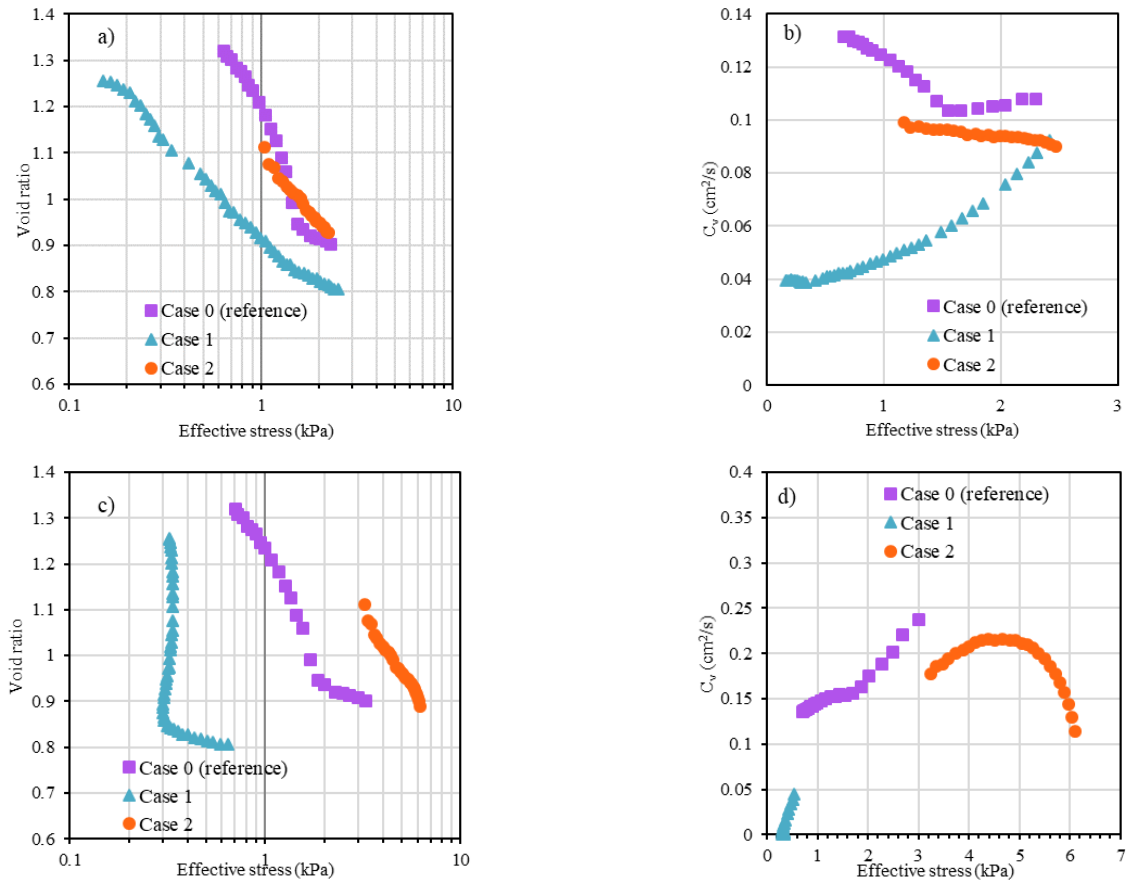 a)
1.4
1.3
1.2
1.1
1
0.9
0.8
0.7
0.6
Void ratio
Case 0 (reference)
Case 1
Case 2
0.1 1 10
Effective stress (kPa)
b)
0.14
0.12
0.1
0.08
0.06
0.04
0.02
0
Cv (cm²/s)
Case 0 (reference)
Case 1
Case 2
0 1 2 3
Effective stress (kPa)
c)
1.4
1.3
1.2
1.1
1
0.9
0.8
0.7
0.6
Void ratio
Case 0 (reference)
Case 1
Case 2
0.1 1 10
Effective stress (kPa)
d)
0.4
0.35
0.3
0.25
0.2
0.15
0.1
0.05
0
Cv (cm²/s)
Case 0 (reference)
Case 1
Case 2
0 1 2 3 4 5 6 7
Effective stress (kPa)